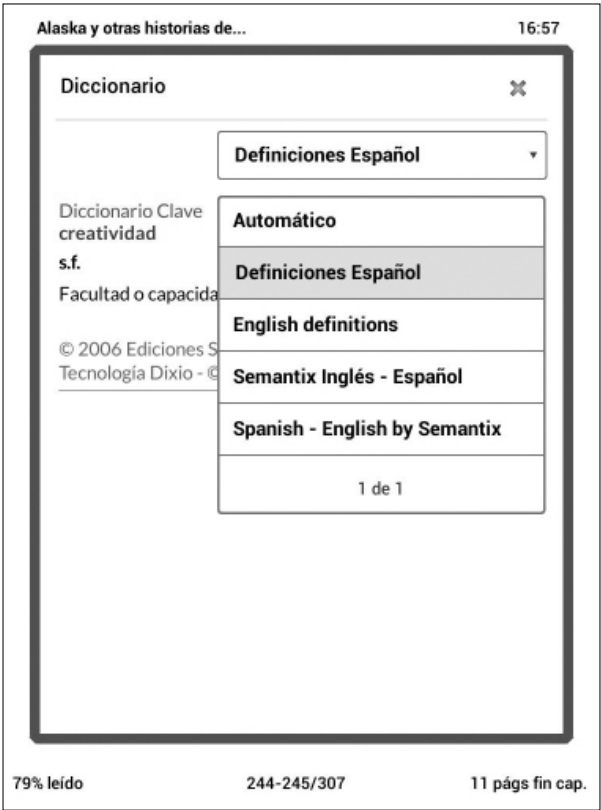 Alaska y otras historias de... 16:57
Diccionario
Definiciones Español
Diccionario Clave
creatividad
s.f.
Facultad o capacida
© 2006 Ediciones S
Tecnología Dixio - ©
Automático
Definiciones Español
English definitions
Semantix Inglés - Español
Spanish - English by Semantix
1 de 1
79% leído 244-245/307 11 págs fin cap.